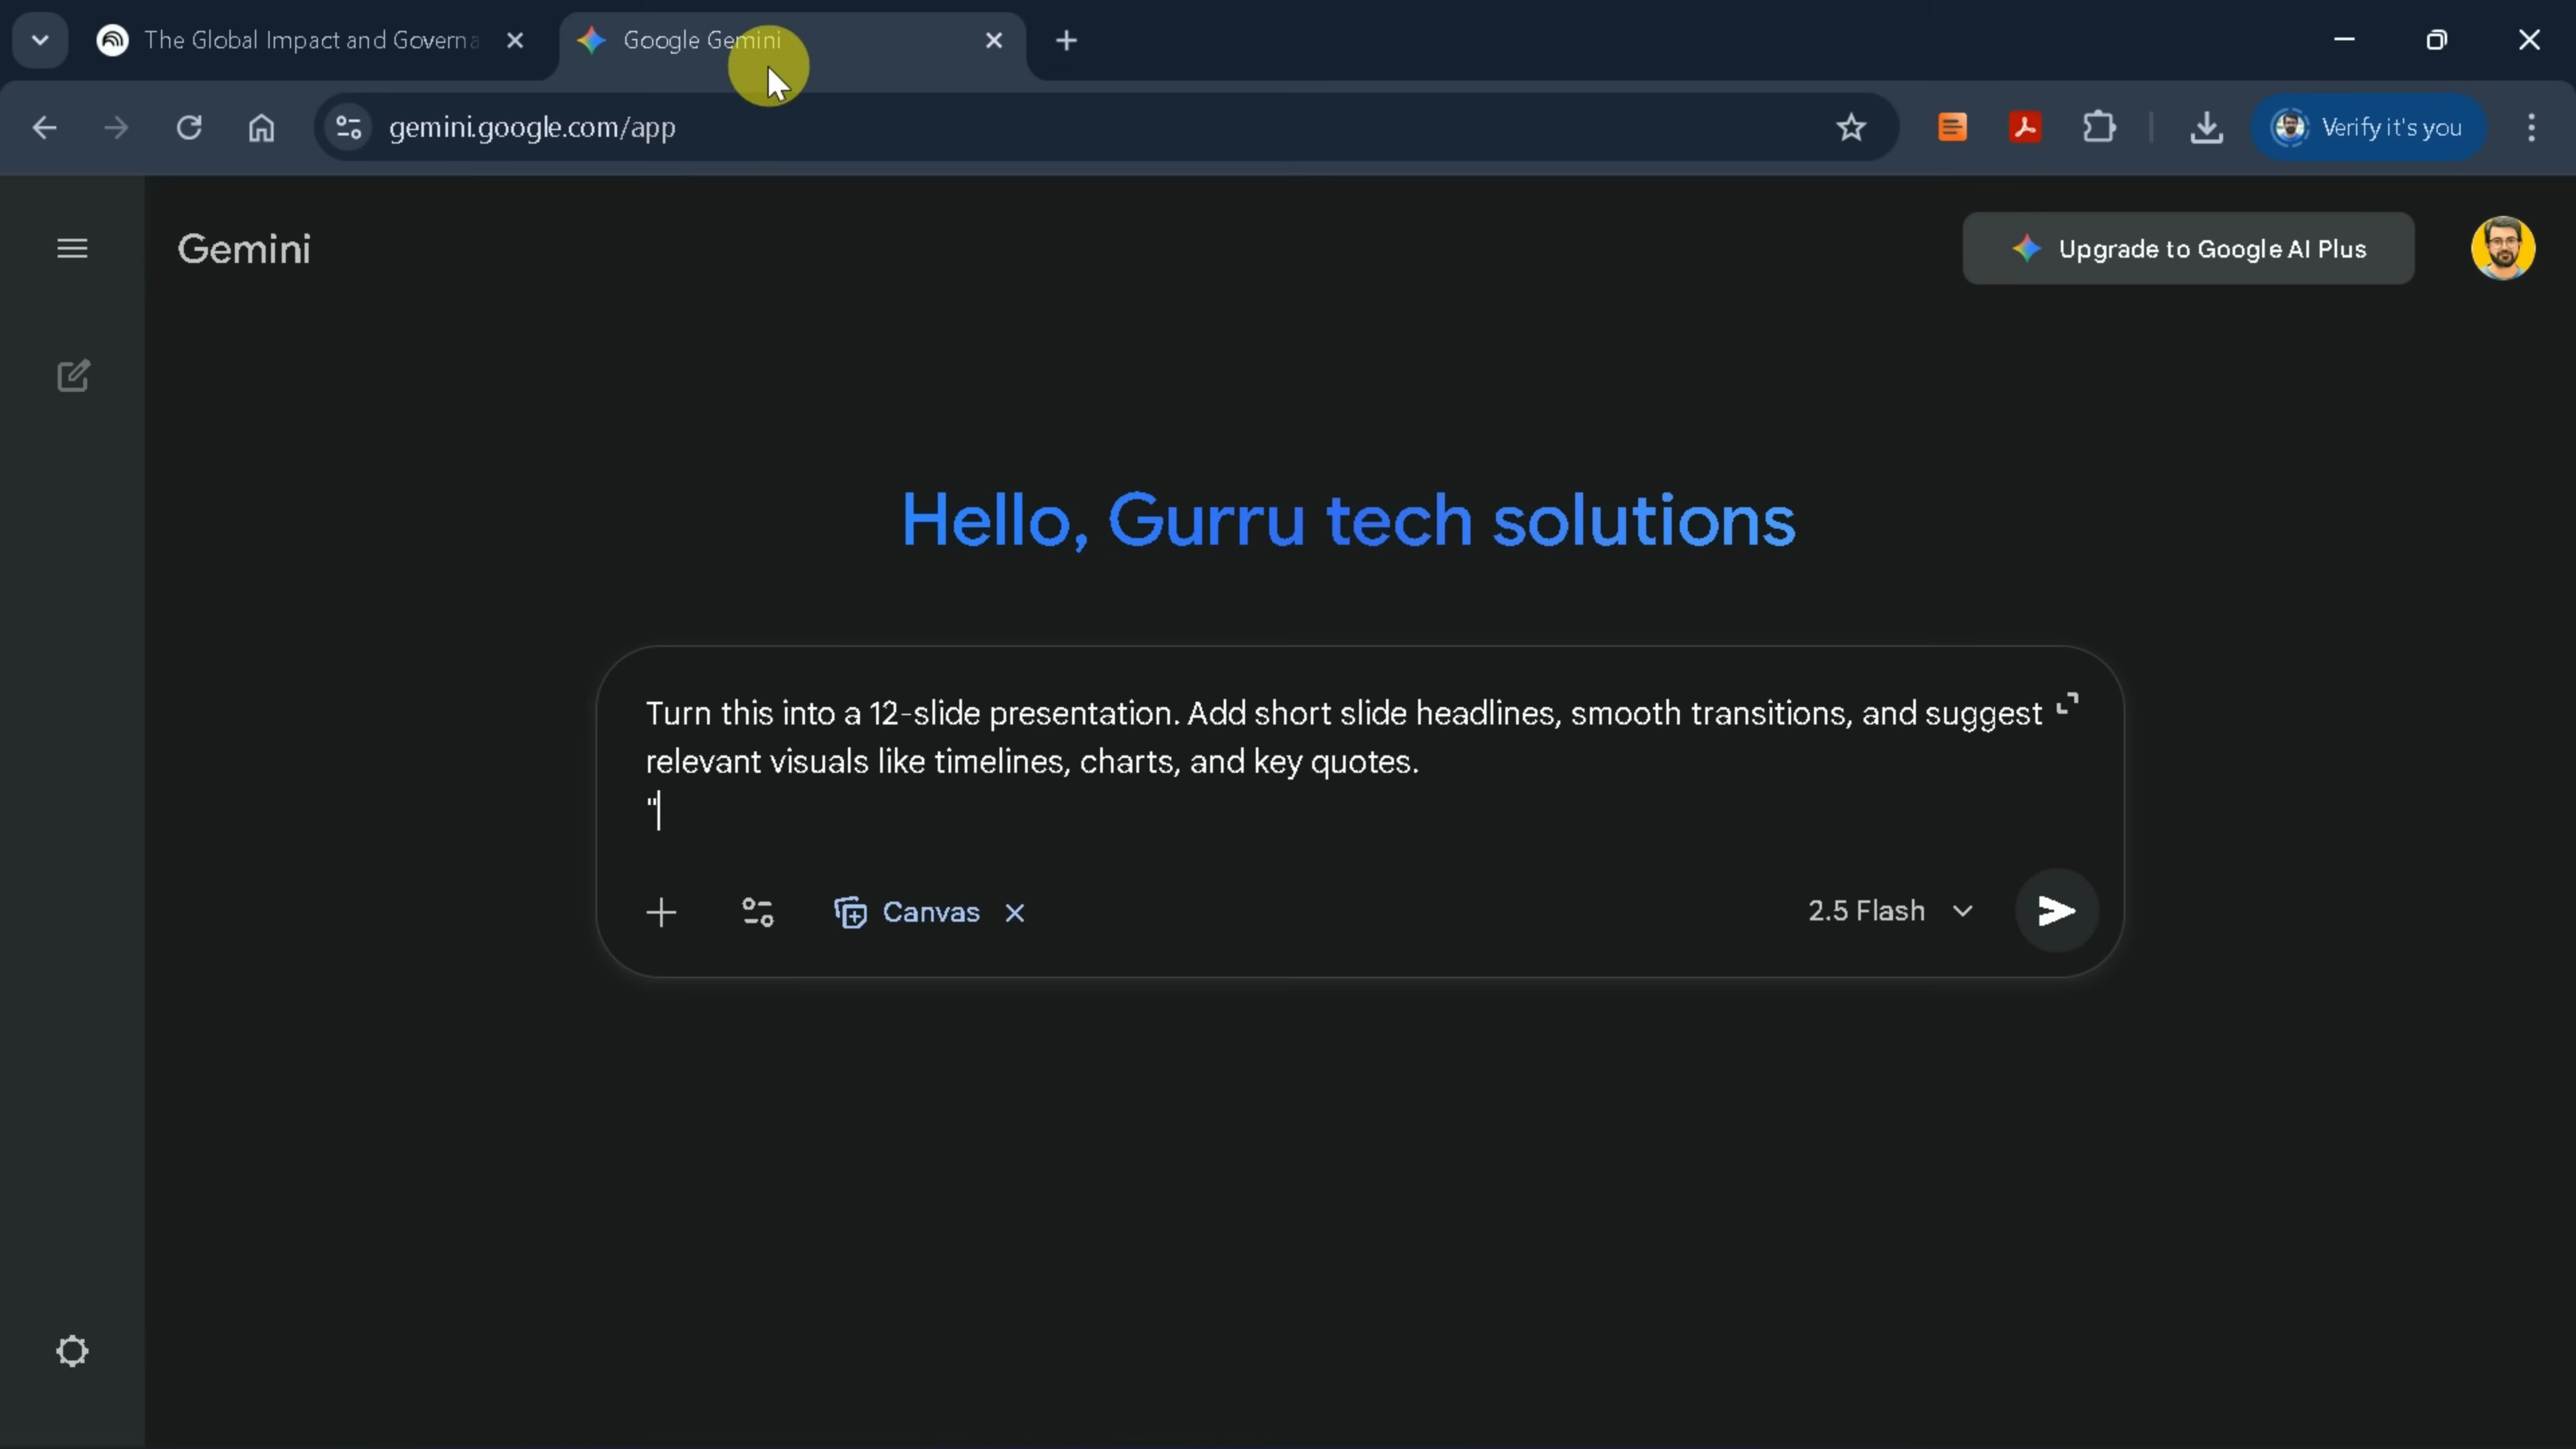 The Global Impact and Governa
Google Gemini
gemini.google.com/app
Verify it's you
Gemini
Upgrade to Google AI Plus
Hello, Gurru tech solutions
Turn this into a 12-slide presentation. Add short slide headlines, smooth transitions, and suggest
relevant visuals like timelines, charts, and key quotes.
"
Canvas
2.5 Flash